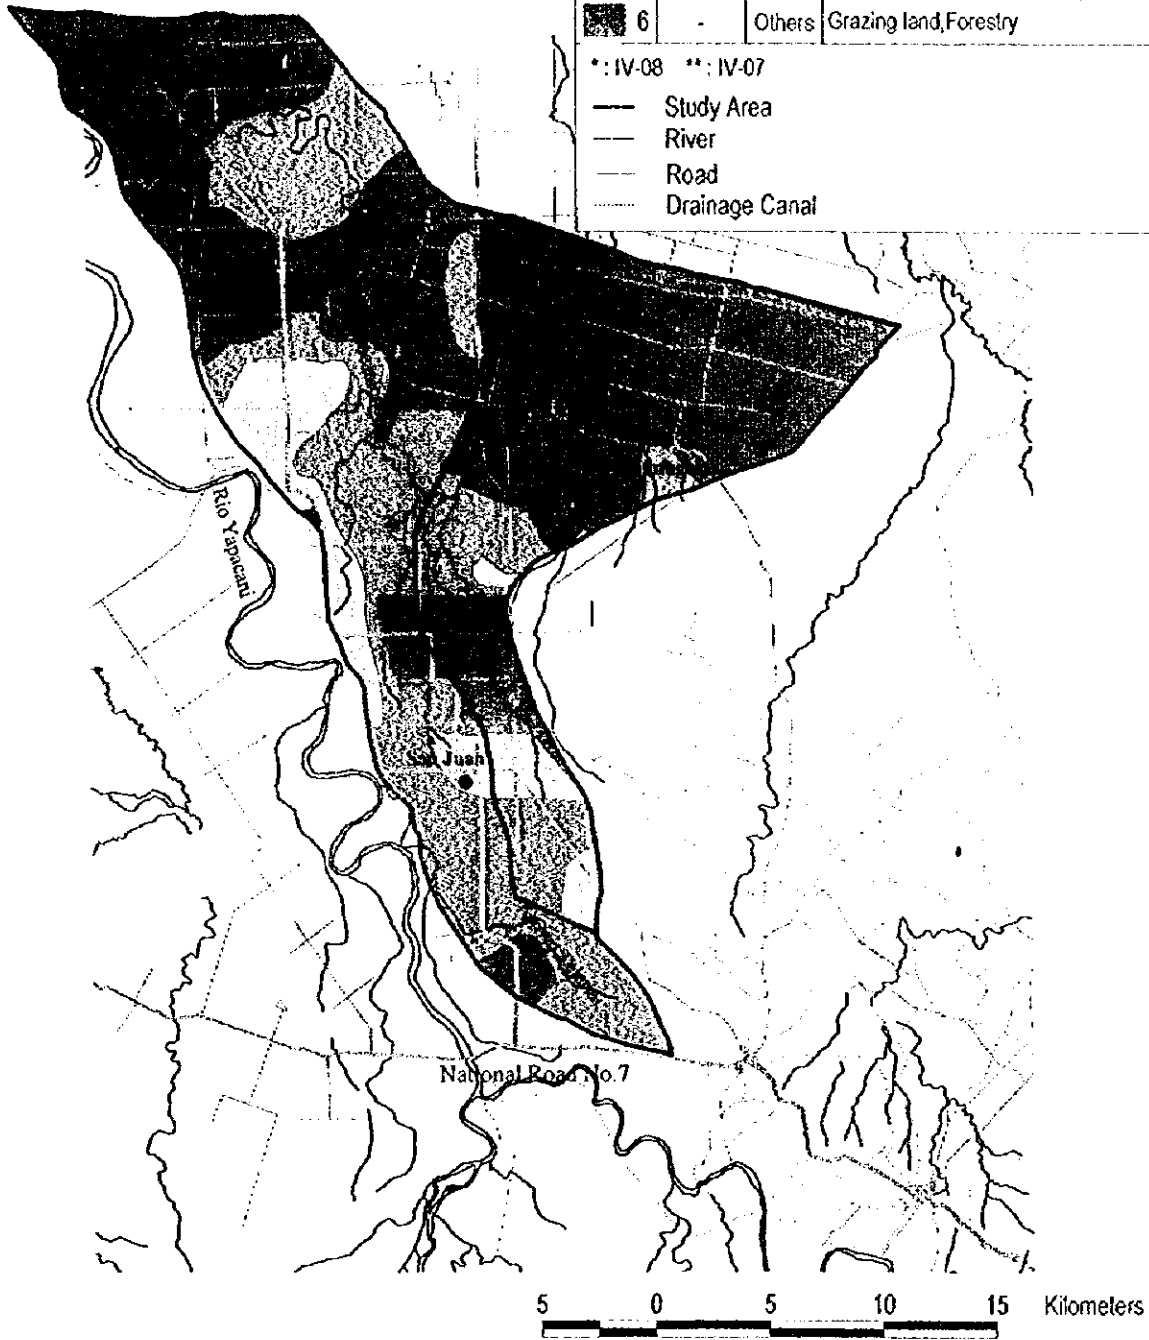 6 - Others Grazing land,Forestry
*: IV-08 **: IV-07
Study Area
River
Road
Drainage Canal
Rio Yapacani
San Juan
National Road No.7
5 0 5 10 15 Kilometers